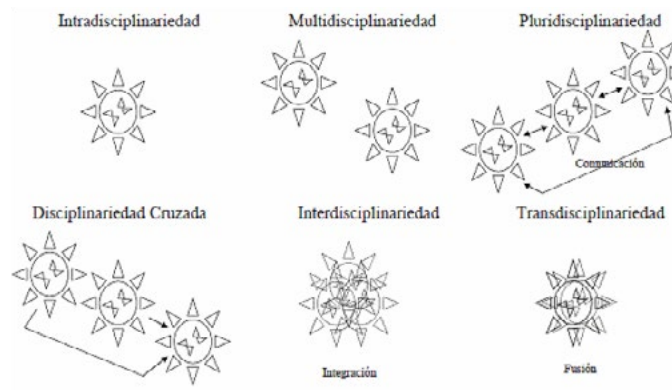 Intradisciplinariedad
Multidisciplinariedad
Pluridisciplinariedad
Comunicación
Disciplinariedad Cruzada
Interdisciplinariedad
Transdisciplinariedad
Integración
Fusión